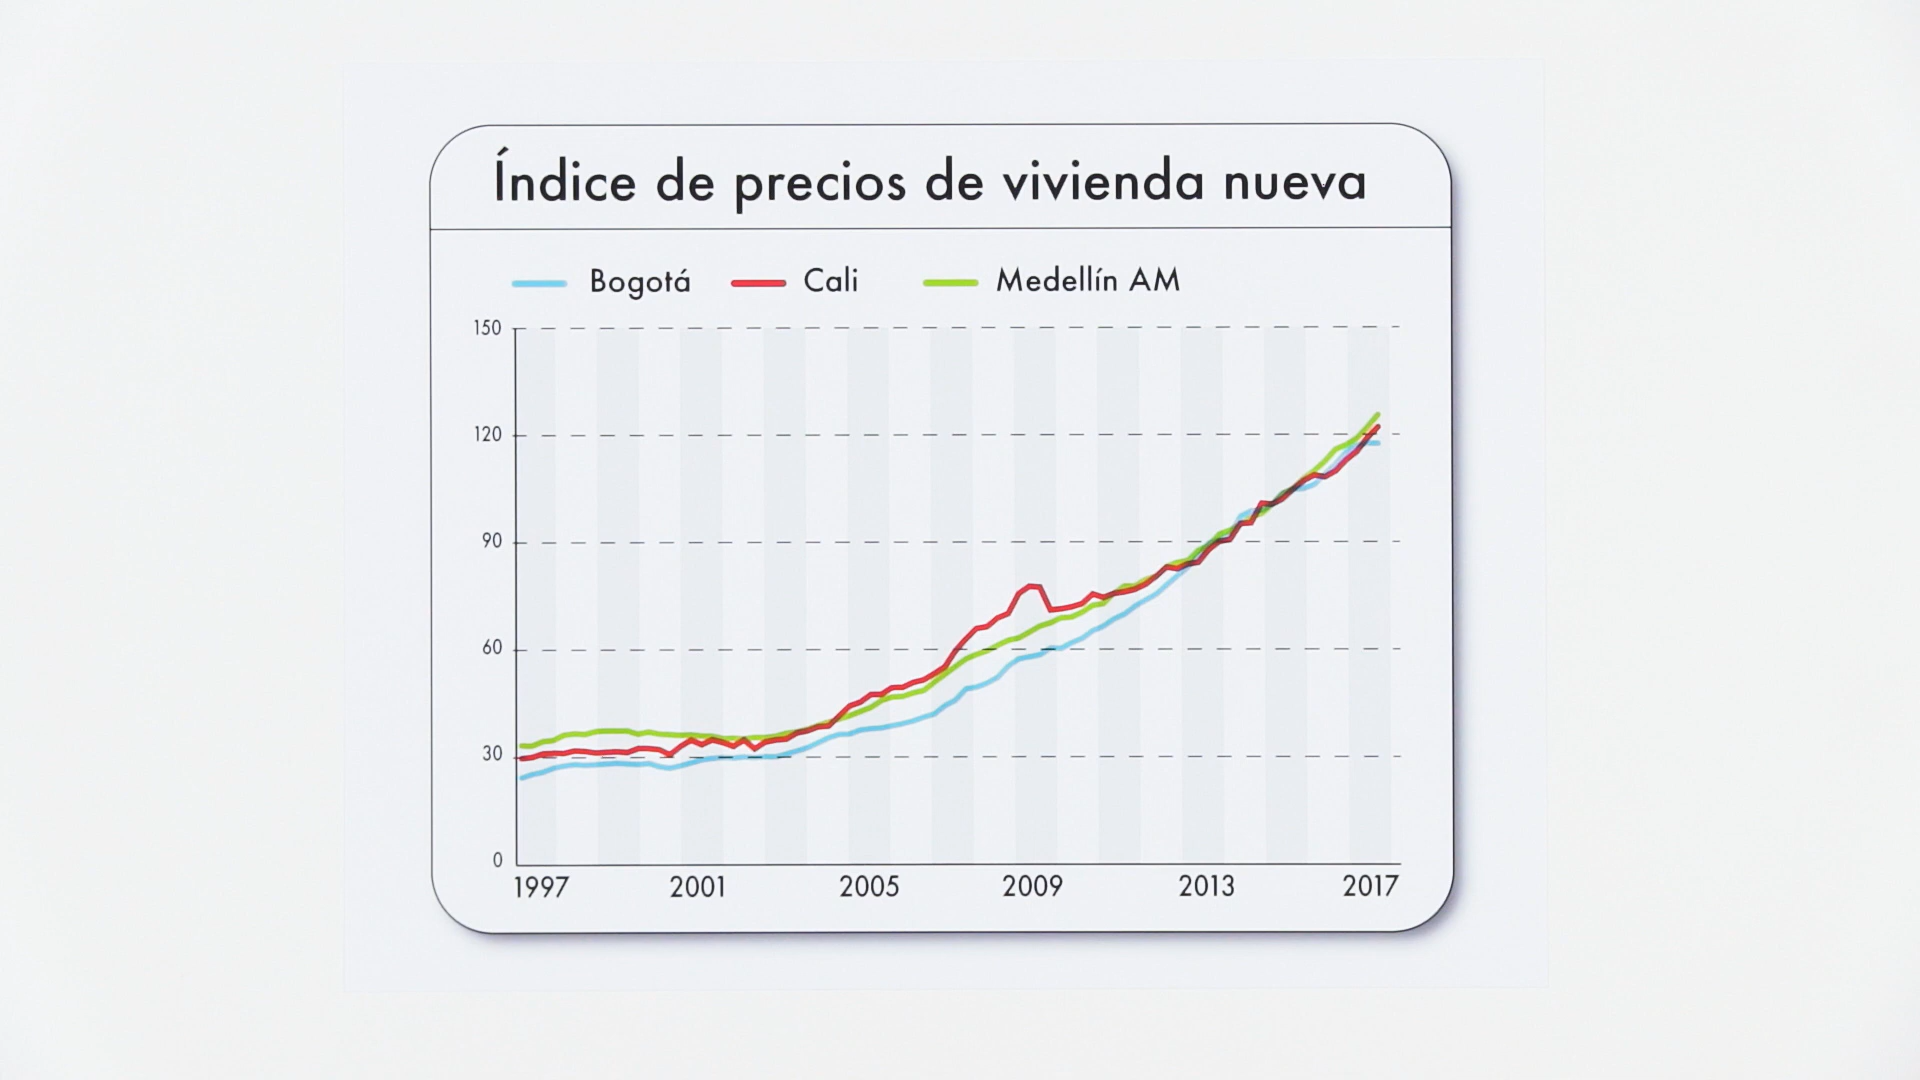 Índice de precios de vivienda nueva
Bogotá Cali Medellín AM
150
120
90
60
30
0
1997 2001 2005 2009 2013 2017